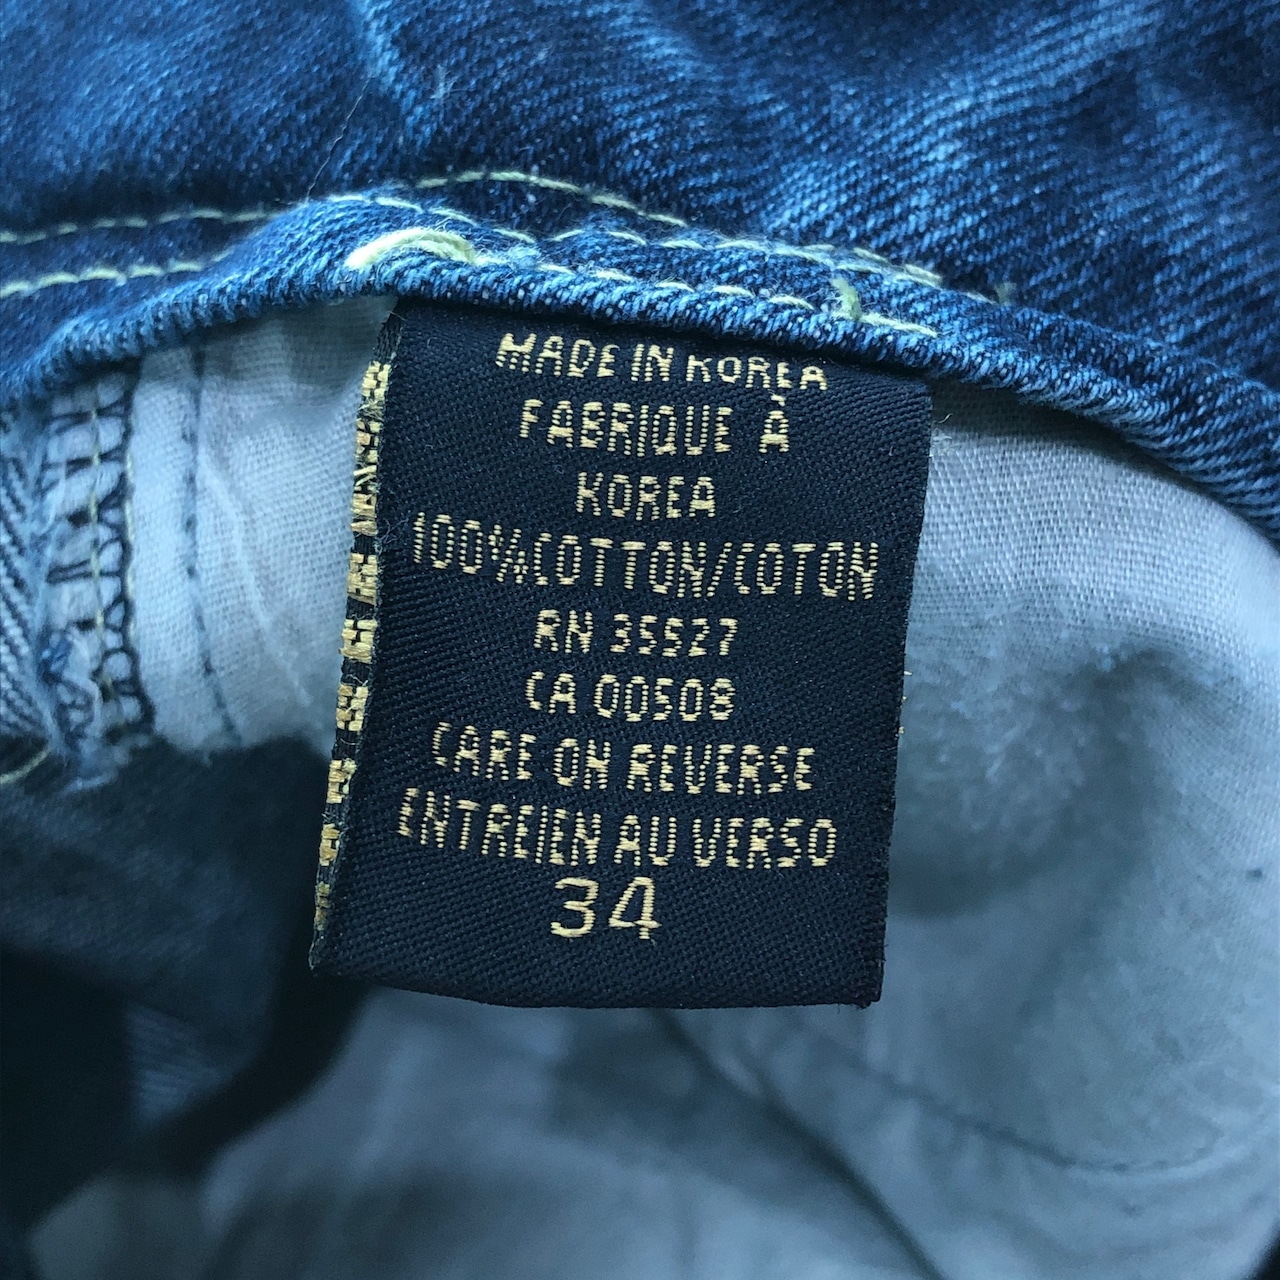 MADE IN KOREA
FABRIQUE À
KOREA
100%COTTON/COTON
RN 35527
CA 00508
CARE ON REVERSE
ENTREIEN AU VERSO
34